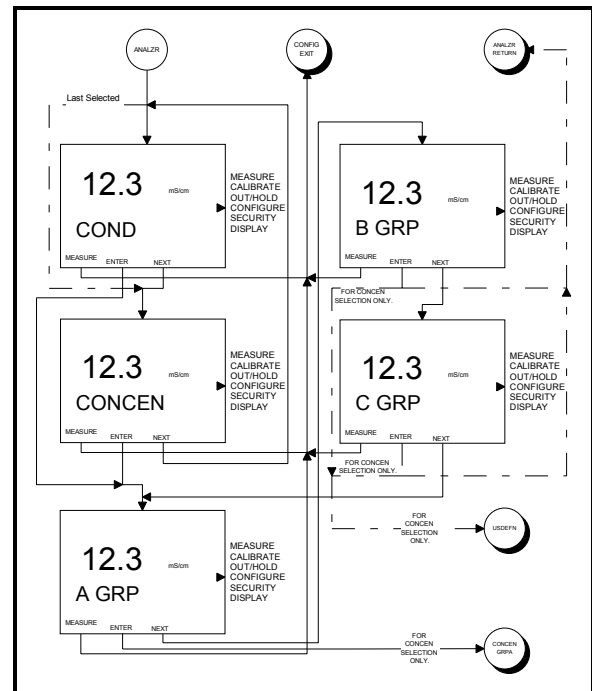 ANALZR
CONFIG
EXIT
ANALZR
RETURN
Last Selected
12.3 mS/cm
COND
MEASURE
CALIBRATE
OUT/HOLD
CONFIGURE
SECURITY
DISPLAY
MEASURE ENTER NEXT
12.3 mS/cm
B GRP
MEASURE
CALIBRATE
OUT/HOLD
CONFIGURE
SECURITY
DISPLAY
MEASURE ENTER NEXT
FOR CONCEN
SELECTION ONLY.
12.3 mS/cm
CONCEN
MEASURE
CALIBRATE
OUT/HOLD
CONFIGURE
SECURITY
DISPLAY
MEASURE ENTER NEXT
12.3 mS/cm
C GRP
MEASURE
CALIBRATE
OUT/HOLD
CONFIGURE
SECURITY
DISPLAY
MEASURE ENTER NEXT
FOR CONCEN
SELECTION ONLY.
12.3 mS/cm
A GRP
MEASURE
CALIBRATE
OUT/HOLD
CONFIGURE
SECURITY
DISPLAY
MEASURE ENTER NEXT
FOR
CONCEN
SELECTION
ONLY.
USDEFN
FOR
CONCEN
SELECTION
ONLY.
CONCEN
GRPA